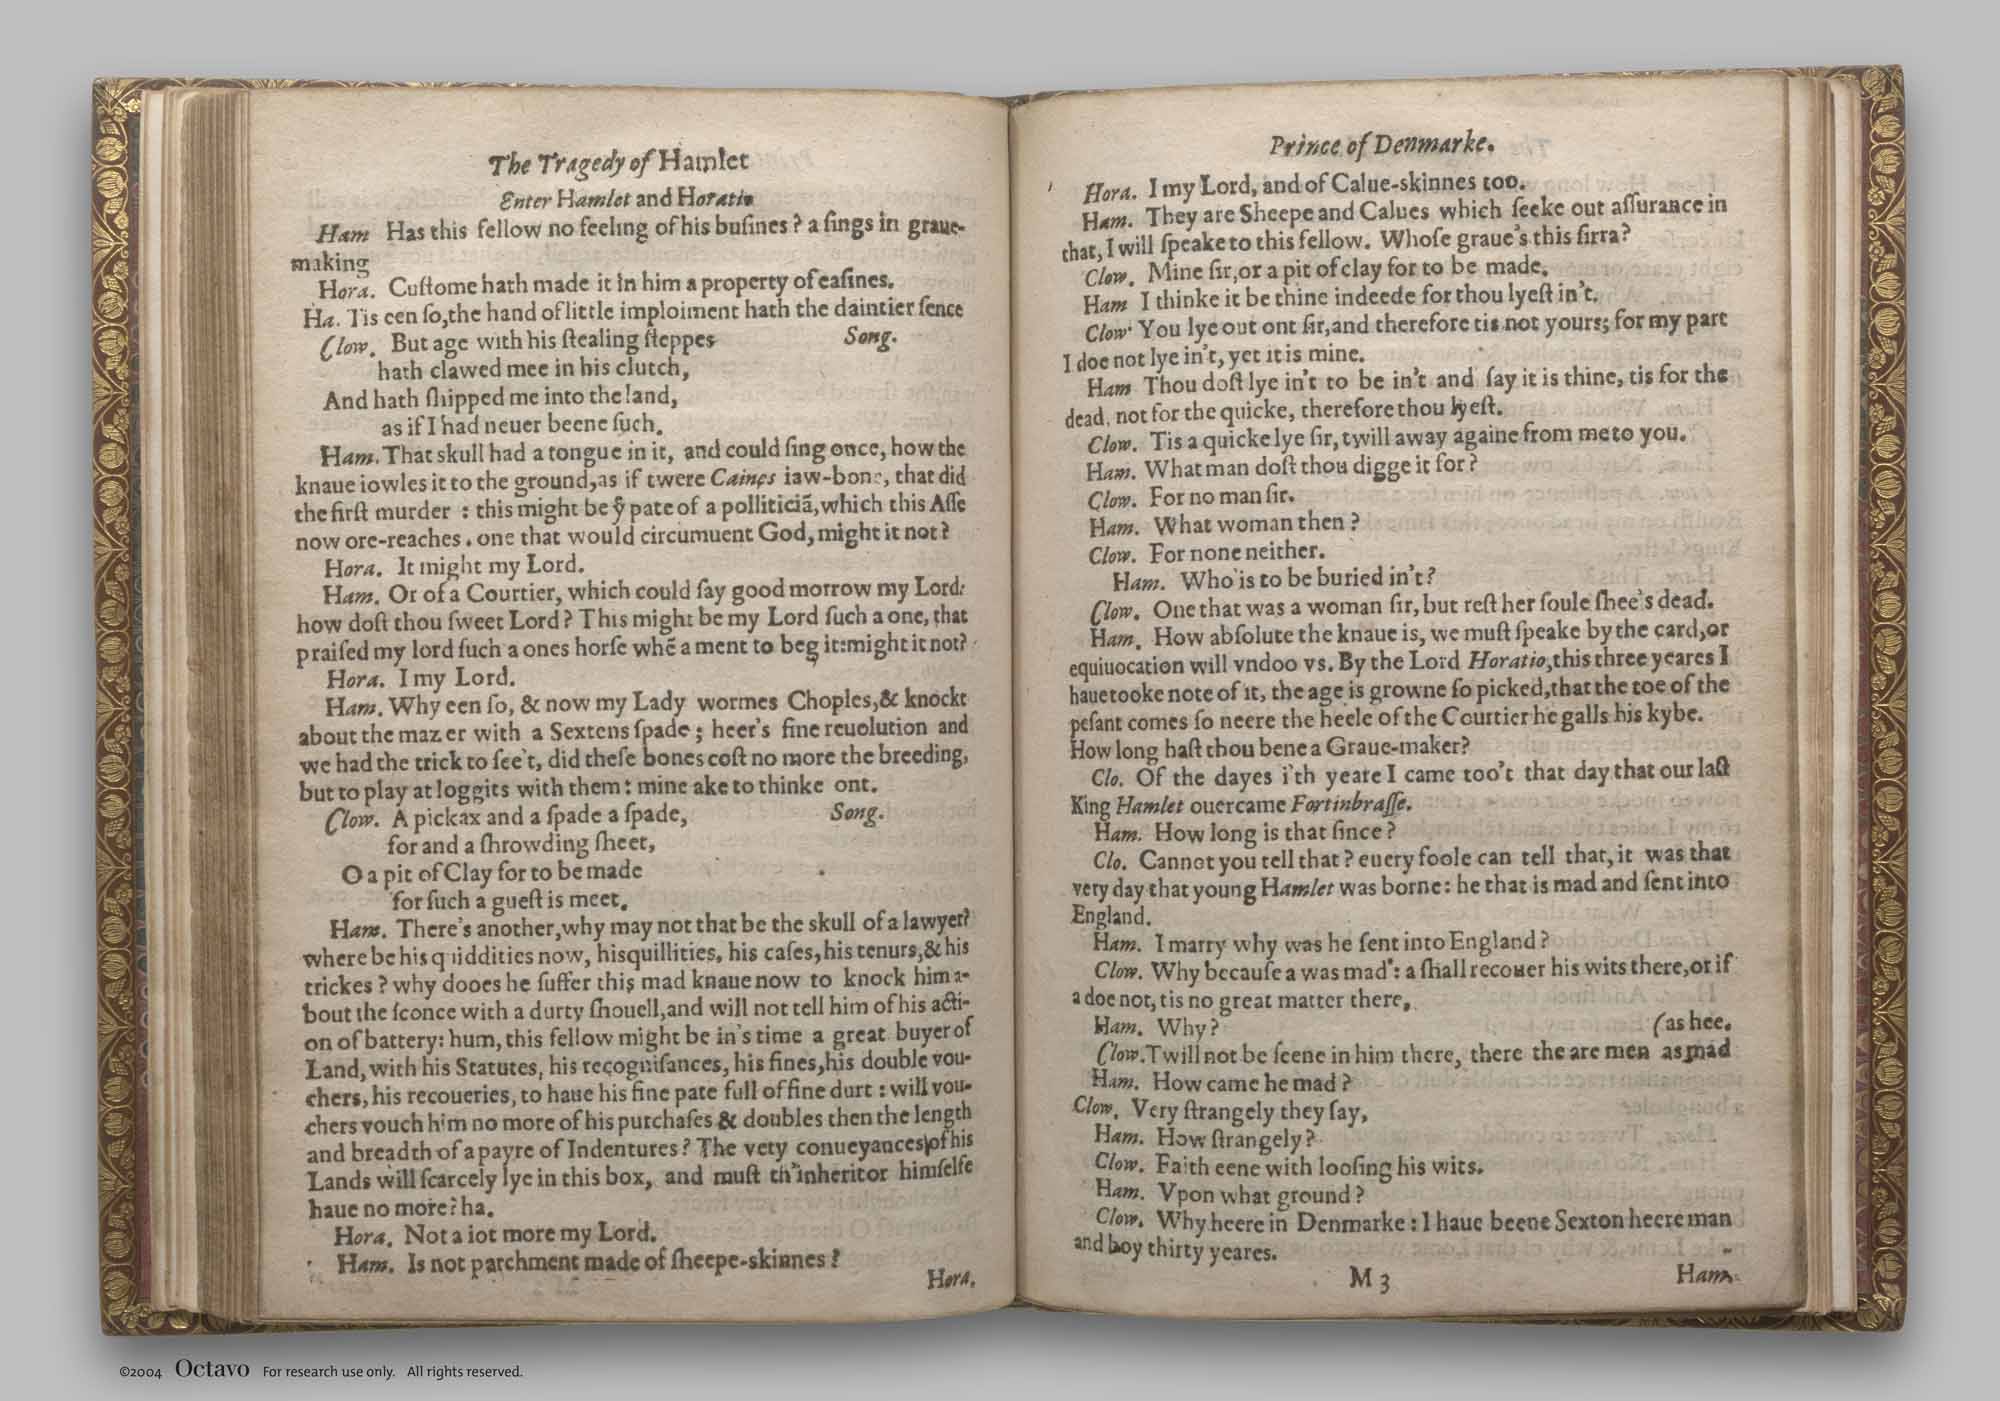 The Tragedy of Hamlet
Enter Hamlet and Horatio
Ham Has this fellow no feeling of his buſines? a ſings in graue-
making
Hora. Cuſtome hath made it in him a property of eaſines.
Ha. Tis een ſo,the hand of little imploiment hath the daintier ſence
Clow. But age with his ſtealing ſteppes Song.
hath clawed mee in his clutch,
And hath ſhipped me into the land,
as if I had neuer beene ſuch.
Ham. That skull had a tongue in it, and could ſing once, how the
knaue iowles it to the ground,as if twere Caines iaw-bone, that did
the firſt murder : this might be yͤ pate of a polliticiã,which this Aſſe
now ore-reaches . one that would circumuent God, might it not?
Hora. It might my Lord.
Ham. Or of a Courtier, which could ſay good morrow my Lord:
how doſt thou ſweet Lord? This might be my Lord ſuch a one, that
praiſed my lord ſuch a ones horſe whẽ a ment to beg it:might it not?
Hora. I my Lord.
Ham. Why een ſo, & now my Lady wormes Choples,& knockt
about the mazer with a Sextens ſpade ; heer's fine reuolution and
we had the trick to ſee't, did theſe bones coſt no more the breeding,
but to play at loggits with them : mine ake to thinke ont.
Clow. A pickax and a ſpade a ſpade, Song.
for and a ſhrowding ſheet,
O a pit of Clay for to be made
for ſuch a gueſt is meet.
Ham. There's another,why may not that be the skull of a lawyer?
where be his quiddities now, his quillities, his caſes, his tenurs,& his
trickes ? why dooes he ſuffer this mad knaue now to knock him a-
bout the ſconce with a durty ſhouell,and will not tell him of his acti-
on of battery: hum, this fellow might be in's time a great buyer of
Land, with his Statutes, his recogniſances, his fines,his double vou-
chers, his recoueries, to haue his fine pate full of fine durt : will vou-
chers vouch him no more of his purchaſes & doubles then the length
and breadth of a payre of Indentures? The very conueyances of his
Lands will ſcarcely lye in this box, and muſt th'inheritor himſelfe
haue no more? ha.
Hora. Not a iot more my Lord.
Ham. Is not parchment made of ſheepe-skinnes ?
Hora.
Prince of Denmarke.
Hora. I my Lord, and of Calue-skinnes too.
Ham. They are Sheepe and Calues which ſeeke out aſſurance in
that, I will ſpeake to this fellow. Whoſe graue's this ſirra?
Clow. Mine ſir,or a pit of clay for to be made.
Ham I thinke it be thine indeede for thou lyeſt in't.
Clow. You lye out ont ſir,and therefore tis not yours; for my part
I doe not lye in't, yet it is mine.
Ham Thou doſt lye in't to be in't and ſay it is thine, tis for the
dead, not for the quicke, therefore thou lyeſt.
Clow. Tis a quicke lye ſir, twill away againe from me to you.
Ham. What man doſt thou digge it for?
Clow. For no man ſir.
Ham. What woman then ?
Clow. For none neither.
Ham. Who is to be buried in't?
Clow. One that was a woman ſir, but reſt her ſoule ſhee's dead.
Ham. How abſolute the knaue is, we muſt ſpeake by the card,or
equiuocation will vndoo vs. By the Lord Horatio,this three yeares I
haue tooke note of it, the age is growne ſo picked,that the toe of the
peſant comes ſo neere the heele of the Courtier he galls his kybe.
How long haſt thou bene a Graue-maker?
Clo. Of the dayes i'th yeare I came too't that day that our laſt
King Hamlet ouercame Fortinbraſſe.
Ham. How long is that ſince?
Clo. Cannot you tell that? euery foole can tell that, it was that
very day that young Hamlet was borne: he that is mad and ſent into
England.
Ham. I marry why was he ſent into England?
Clow. Why becauſe a was mad : a ſhall recouer his wits there,or if
a doe not, tis no great matter there.
Ham. Why? (as hee.
Clow. Twill not be ſeene in him there, there the are men as mad
Ham. How came he mad?
Clow. Very ſtrangely they ſay,
Ham. How ſtrangely?
Clow. Faith eene with looſing his wits.
Ham. Vpon what ground?
Clow. Why heere in Denmarke : I haue beene Sexton heere man
and boy thirty yeares.
M 3 Ham.
©2004 Octavo For research use only. All rights reserved.